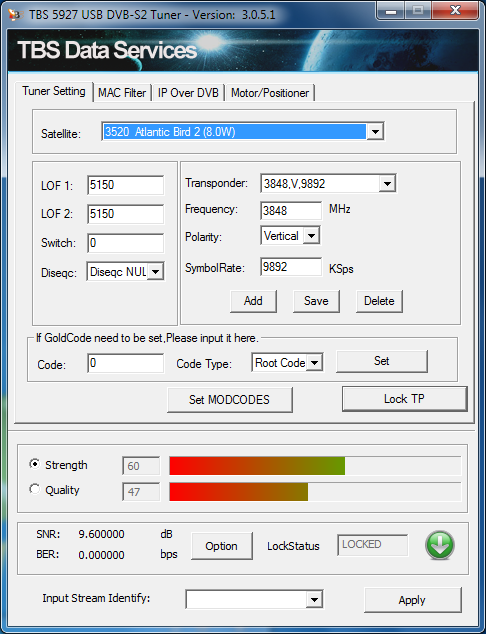 TBS 5927 USB DVB-S2 Tuner - Version: 3.0.5.1
TBS Data Services
Tuner Setting MAC Filter IP Over DVB Motor/Positioner
Satellite: 3520 Atlantic Bird 2 (8.0W)
LOF 1: 5150
LOF 2: 5150
Switch: 0
Diseqc: Diseqc NUL
Transponder: 3848,V,9892
Frequency: 3848 MHz
Polarity: Vertical
SymbolRate: 9892 KSps
Add Save Delete
If GoldCode need to be set,Please input it here.
Code: 0 Code Type: Root Code Set
Set MODCODES Lock TP
Strength 60
Quality 47
SNR: 9.600000 dB
BER: 0.000000 bps
Option LockStatus LOCKED
Input Stream Identify: Apply